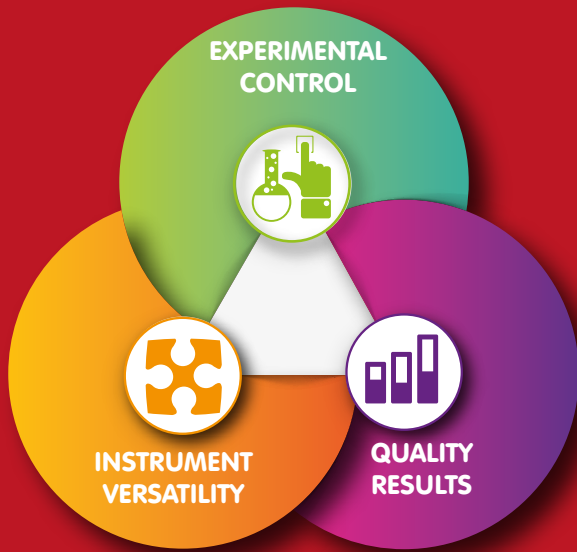 EXPERIMENTAL
CONTROL
INSTRUMENT
VERSATILITY
QUALITY
RESULTS